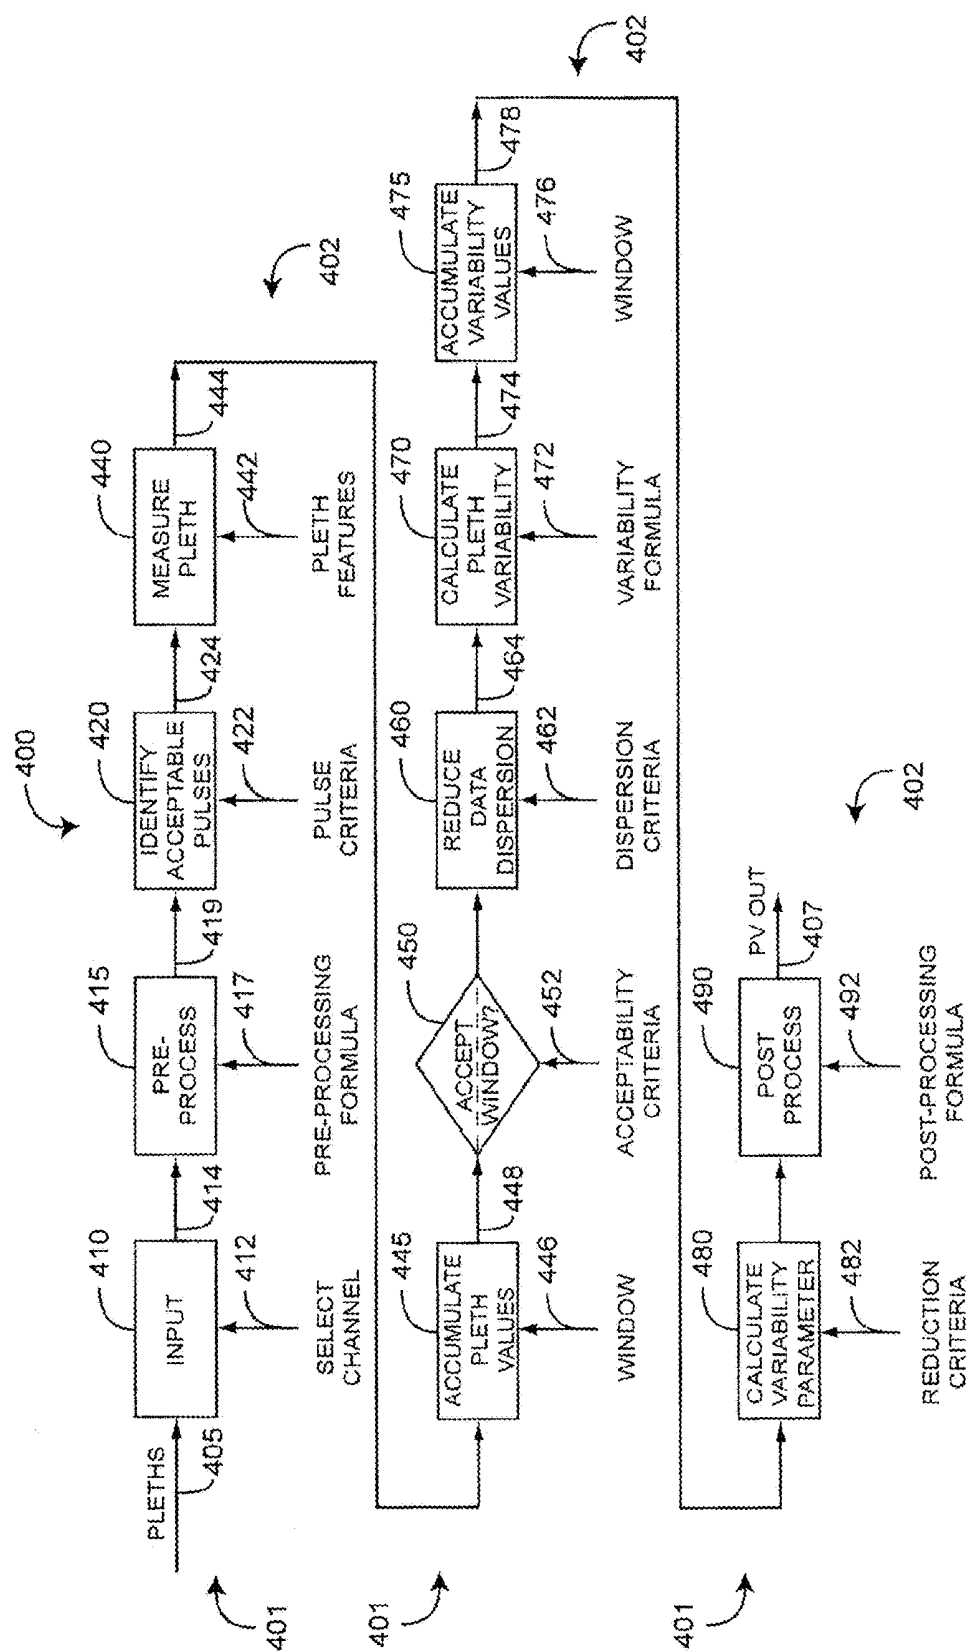 400
PLETHS
405
410
INPUT
412
SELECT
CHANNEL
414
415
PRE-
PROCESS
417
PRE-PROCESSING
FORMULA
419
420
IDENTIFY
ACCEPTABLE
PULSES
422
PULSE
CRITERIA
424
440
MEASURE
PLETH
442
PLETH
FEATURES
444
401
402
445
ACCUMULATE
PLETH
VALUES
446
WINDOW
448
450
ACCEPT
WINDOW?
452
ACCEPTABILITY
CRITERIA
460
REDUCE
DATA
DISPERSION
462
DISPERSION
CRITERIA
464
470
CALCULATE
PLETH
VARIABILITY
472
VARIABILITY
FORMULA
474
475
ACCUMULATE
VARIABILITY
VALUES
476
WINDOW
478
401
402
480
CALCULATE
VARIABILITY
PARAMETER
482
REDUCTION
CRITERIA
490
POST
PROCESS
492
POST-PROCESSING
FORMULA
PV OUT
407
401
402